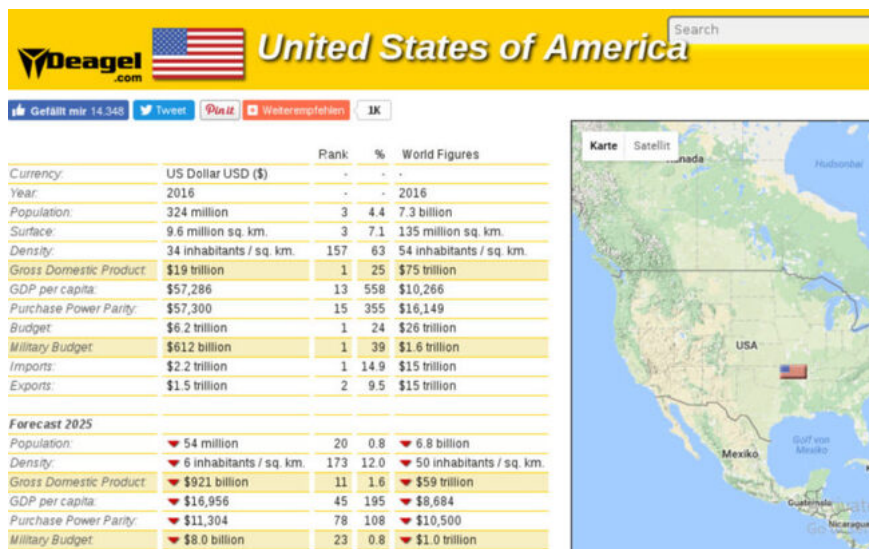 Deagel
.com
United States of America
Search
Gefällt mir 14.348 Tweet Pin it Weiterempfehlen 1K
Rank % World Figures
Currency: US Dollar USD ($) - - -
Year: 2016 - - 2016
Population: 324 million 3 4.4 7.3 billion
Surface: 9.6 million sq. km. 3 7.1 135 million sq. km.
Density: 34 inhabitants / sq. km. 157 63 54 inhabitants / sq. km.
Gross Domestic Product: $19 trillion 1 25 $75 trillion
GDP per capita: $57,286 13 558 $10,266
Purchase Power Parity: $57,300 15 355 $16,149
Budget: $6.2 trillion 1 24 $26 trillion
Military Budget: $612 billion 1 39 $1.6 trillion
Imports: $2.2 trillion 1 14.9 $15 trillion
Exports: $1.5 trillion 2 9.5 $15 trillion
Forecast 2025
Population: 54 million 20 0.8 6.8 billion
Density: 6 inhabitants / sq. km. 173 12.0 50 inhabitants / sq. km.
Gross Domestic Product: $921 billion 11 1.6 $59 trillion
GDP per capita: $16,956 45 195 $8,684
Purchase Power Parity: $11,304 78 108 $10,500
Military Budget: $8.0 billion 23 0.8 $1.0 trillion
Karte Satellit
nada
Hudsonbai
USA
Golf von
Mexiko
Mexiko
Guatemala
Nicaragua